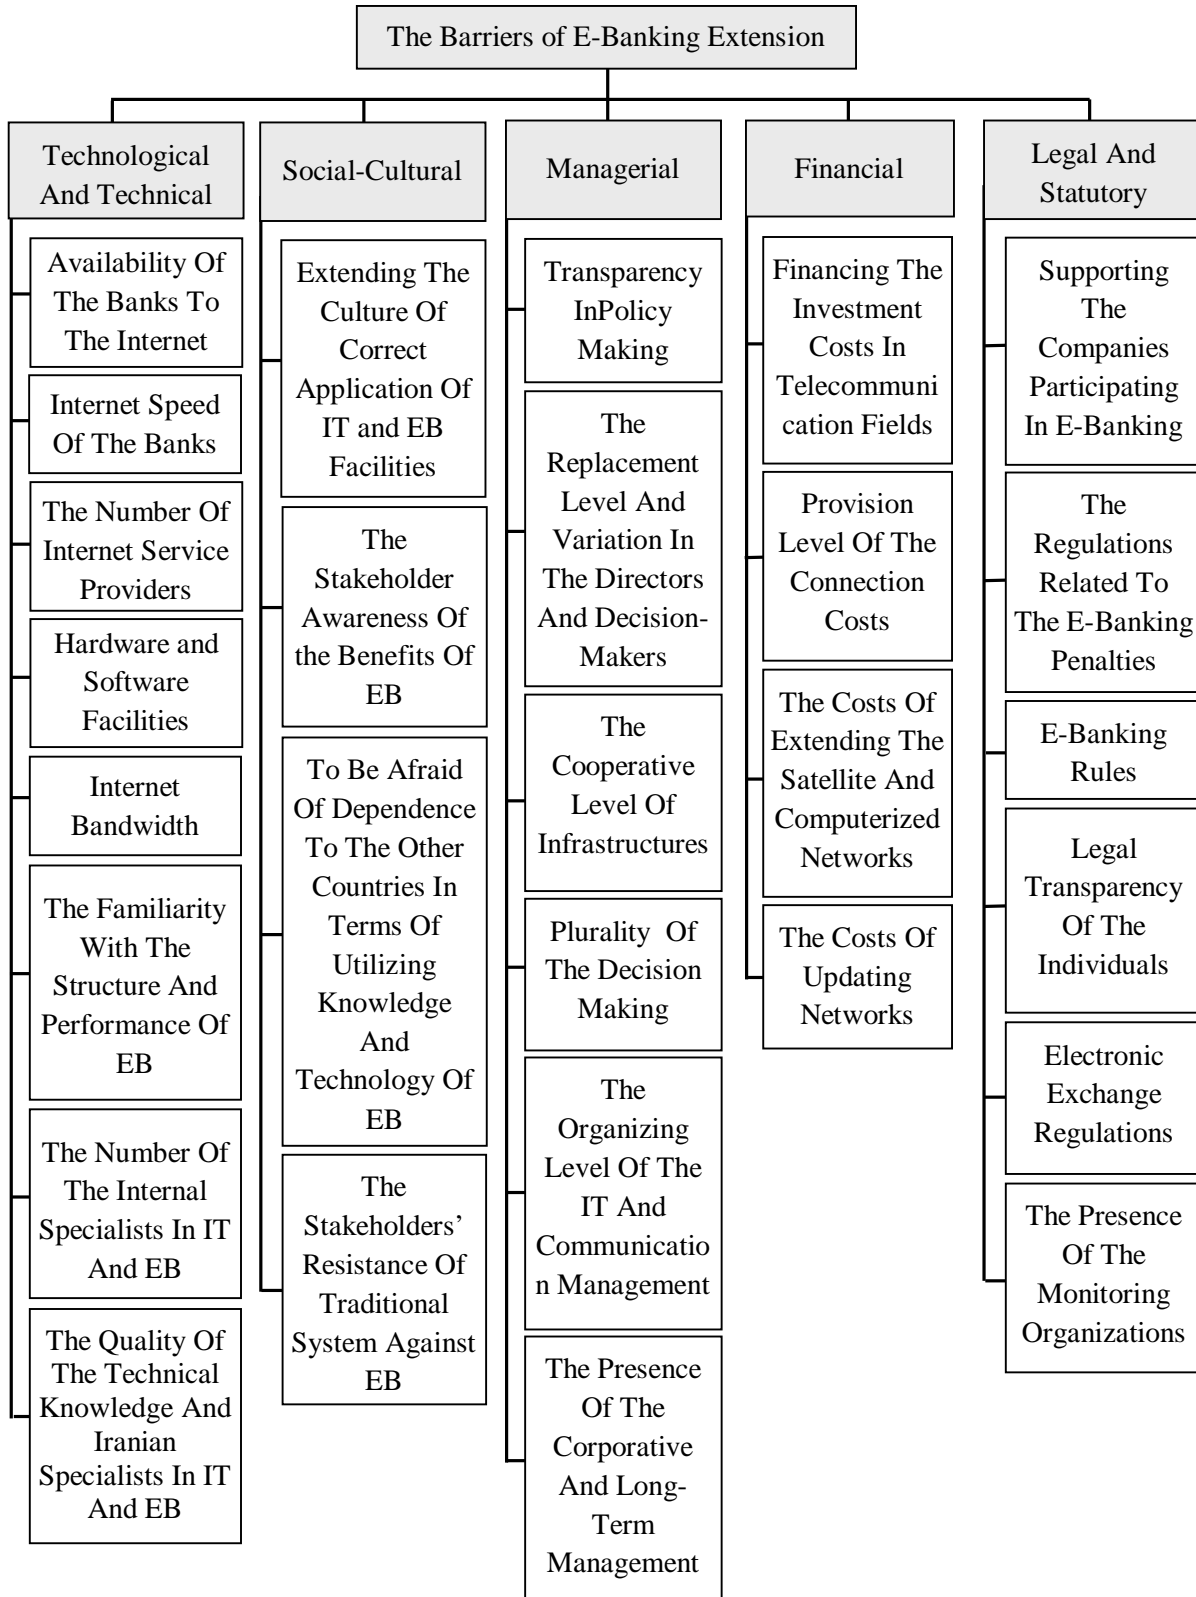 The Barriers of E-Banking Extension
Technological
And Technical
Availability Of
The Banks To
The Internet
Internet Speed
Of The Banks
The Number Of
Internet Service
Providers
Hardware and
Software
Facilities
Internet
Bandwidth
The Familiarity
With The
Structure And
Performance Of
EB
The Number Of
The Internal
Specialists In IT
And EB
The Quality Of
The Technical
Knowledge And
Iranian
Specialists In IT
And EB
Social-Cultural
Extending The
Culture Of
Correct
Application Of
IT and EB
Facilities
The
Stakeholder
Awareness Of
the Benefits Of
EB
To Be Afraid
Of Dependence
To The Other
Countries In
Terms Of
Utilizing
Knowledge
And
Technology Of
EB
The
Stakeholders’
Resistance Of
Traditional
System Against
EB
Managerial
Transparency
InPolicy
Making
The
Replacement
Level And
Variation In
The Directors
And Decision-
Makers
The
Cooperative
Level Of
Infrastructures
Plurality Of
The Decision
Making
The
Organizing
Level Of The
IT And
Communicatio
n Management
The Presence
Of The
Corporative
And Long-
Term
Management
Financial
Financing The
Investment
Costs In
Telecommuni
cation Fields
Provision
Level Of The
Connection
Costs
The Costs Of
Extending The
Satellite And
Computerized
Networks
The Costs Of
Updating
Networks
Legal And
Statutory
Supporting
The
Companies
Participating
In E-Banking
The
Regulations
Related To
The E-Banking
Penalties
E-Banking
Rules
Legal
Transparency
Of The
Individuals
Electronic
Exchange
Regulations
The Presence
Of The
Monitoring
Organizations